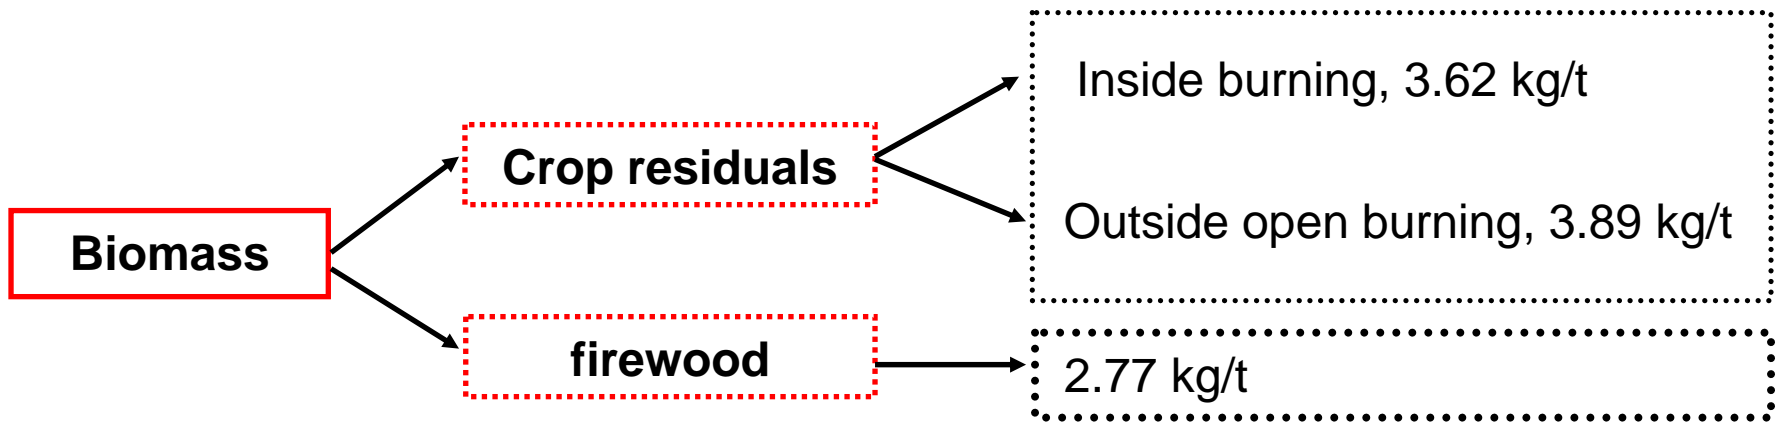 Biomass
Crop residuals
Inside burning, 3.62 kg/t
Outside open burning, 3.89 kg/t
firewood
2.77 kg/t